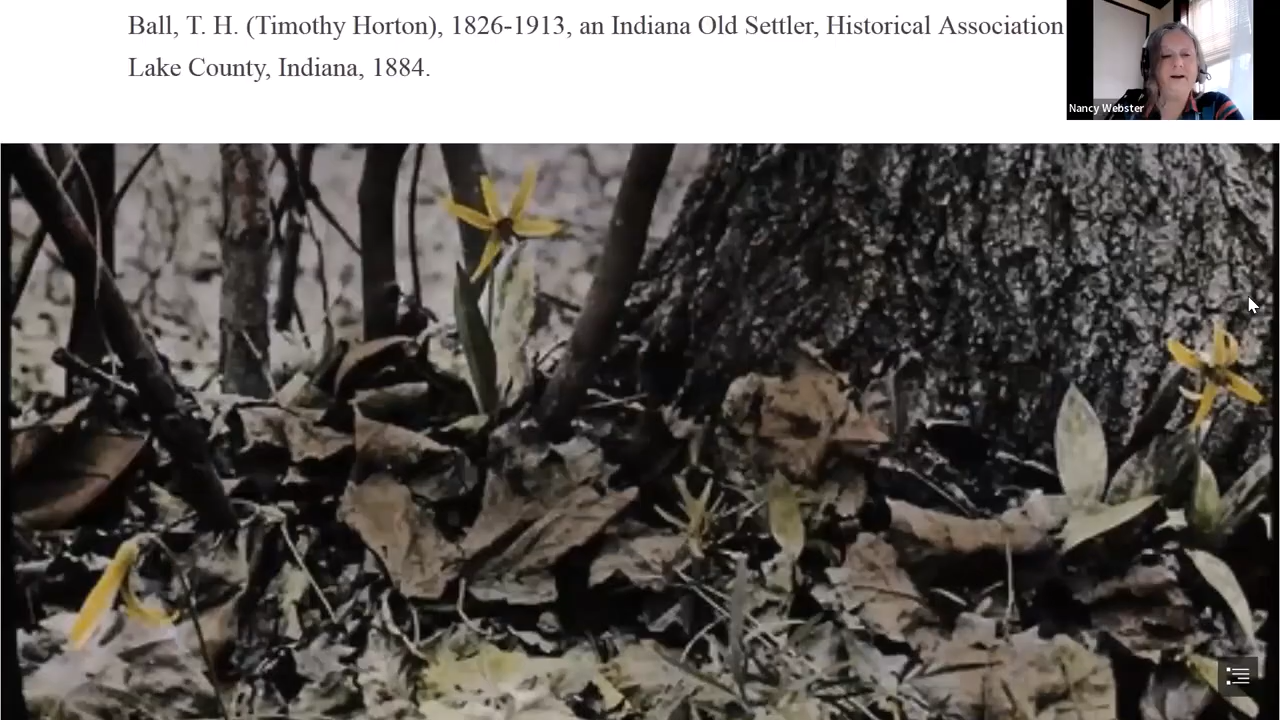 Ball, T. H. (Timothy Horton), 1826-1913, an Indiana Old Settler, Historical Association
Lake County, Indiana, 1884.
Nancy Webster